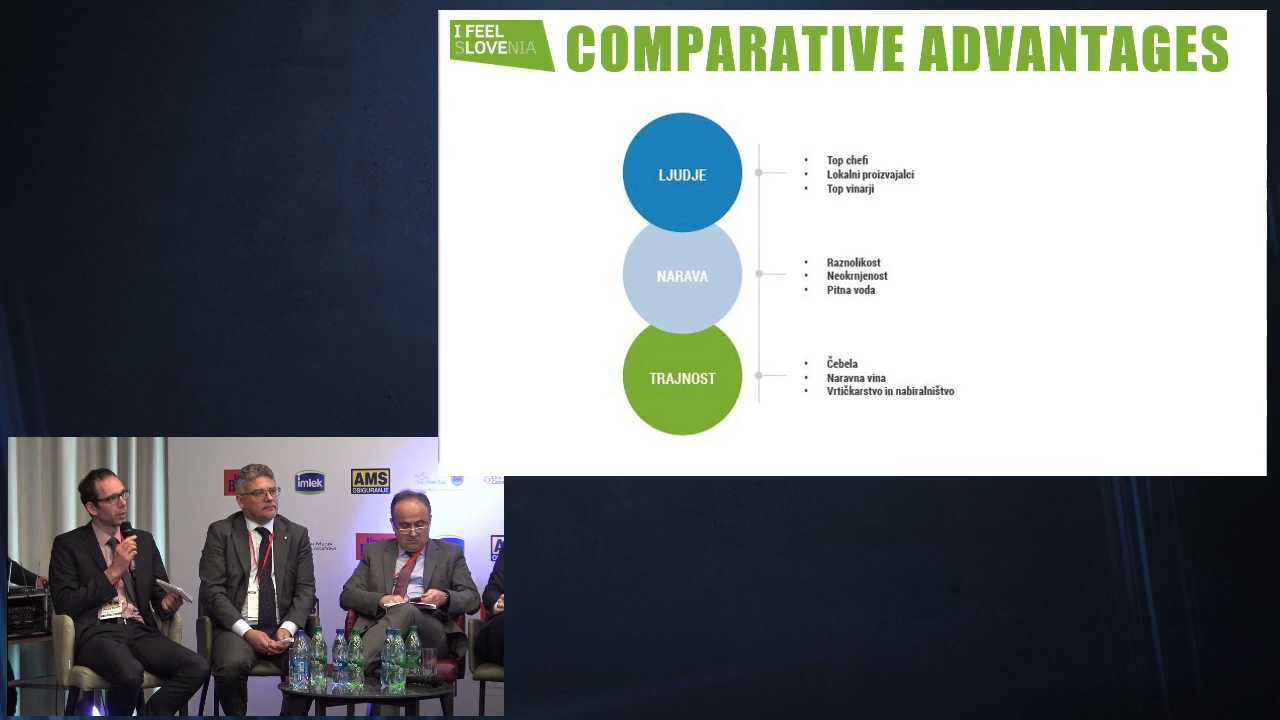 I FEEL
SLOVENIA
COMPARATIVE ADVANTAGES
LJUDJE
• Top chefi
• Lokalni proizvajalci
• Top vinarji
NARAVA
• Raznolikost
• Neokrnjenost
• Pitna voda
TRAJNOST
• Čebela
• Naravna vina
• Vrtičkarstvo in nabiralništvo
imlek
AMS
OSIGURANJE